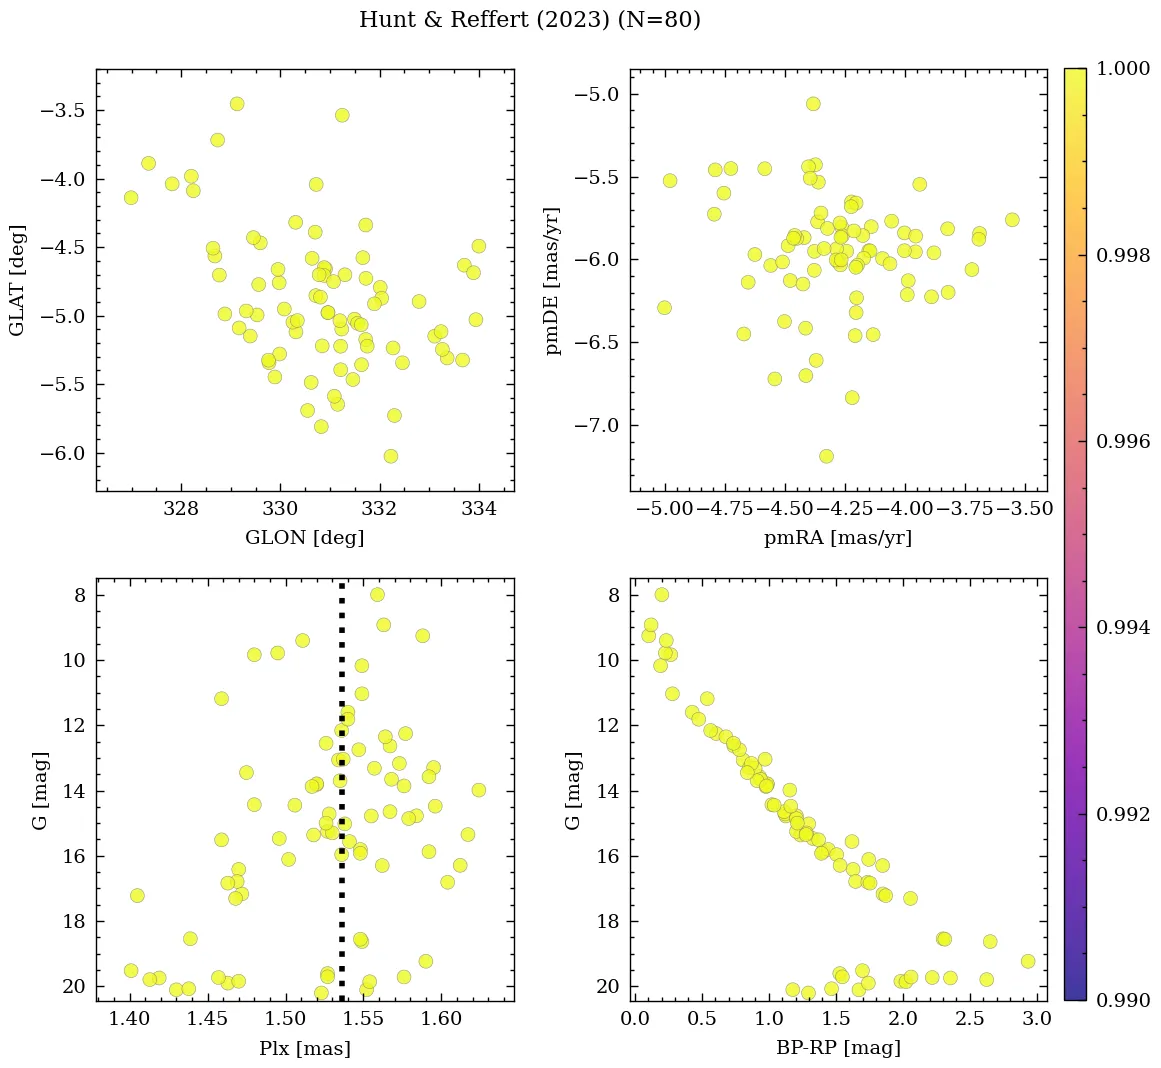 Hunt & Reffert (2023) (N=80)
−3.5
−4.0
−4.5
−5.0
−5.5
−6.0
GLAT [deg]
328 330 332 334
GLON [deg]
−5.0
−5.5
−6.0
−6.5
−7.0
pmDE [mas/yr]
−5.00 −4.75 −4.50 −4.25 −4.00 −3.75 −3.50
pmRA [mas/yr]
1.000
0.998
0.996
0.994
0.992
0.990
8
10
12
14
16
18
20
G [mag]
1.40 1.45 1.50 1.55 1.60
Plx [mas]
8
10
12
14
16
18
20
G [mag]
0.0 0.5 1.0 1.5 2.0 2.5 3.0
BP-RP [mag]